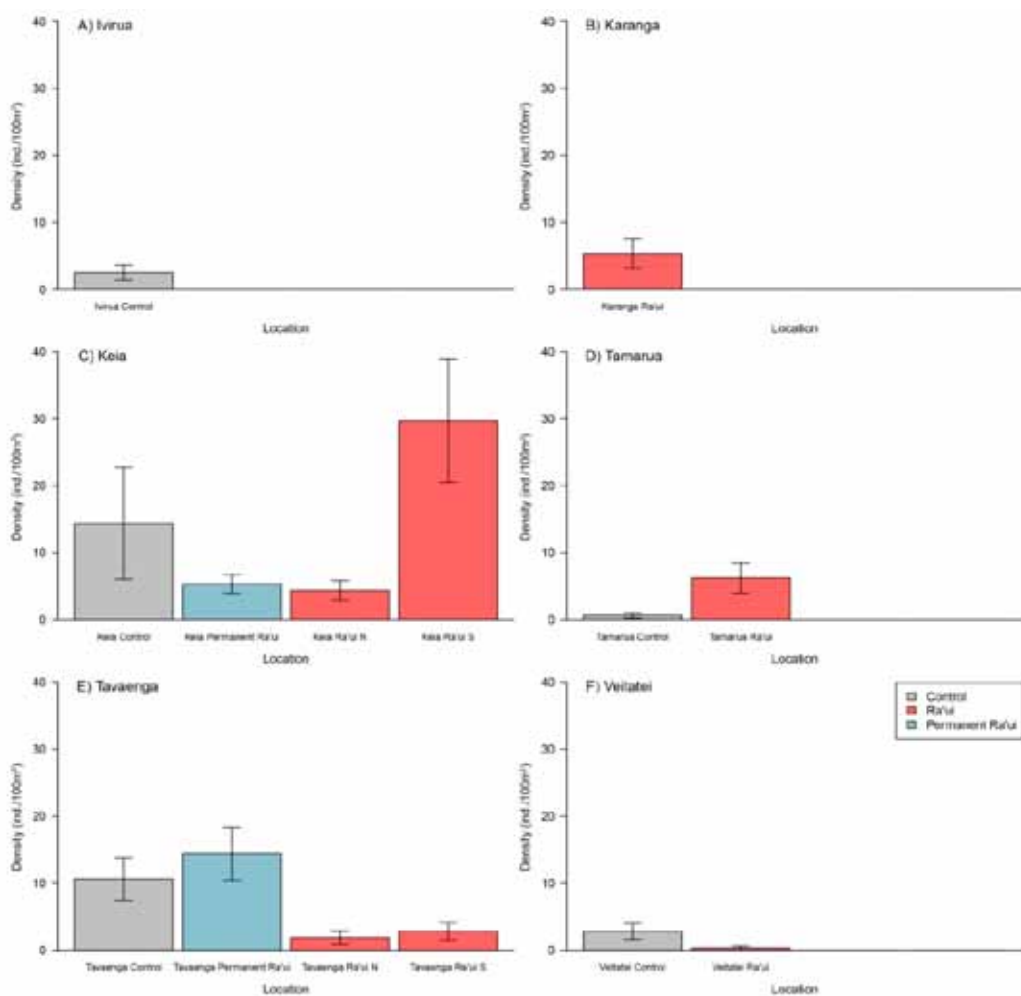 A) Ivirua
40
30
20
10
0
Density (ind./100m²)
Ivirua Control
Location
B) Karanga
40
30
20
10
0
Density (ind./100m²)
Karanga Ra'ui
Location
C) Keia
40
30
20
10
0
Density (ind./100m²)
Keia Control Keia Permanent Ra'ui Keia Ra'ui N Keia Ra'ui S
Location
D) Tamarua
40
30
20
10
0
Density (ind./100m²)
Tamarua Control Tamarua Ra'ui
Location
E) Tavaenga
40
30
20
10
0
Density (ind./100m²)
Tavaenga Control Tavaenga Permanent Ra'ui Tavaenga Ra'ui N Tavaenga Ra'ui S
Location
F) Veitatei
40
30
20
10
0
Density (ind./100m²)
Veitatei Control Veitatei Ra'ui
Location
Control
Ra'ui
Permanent Ra'ui